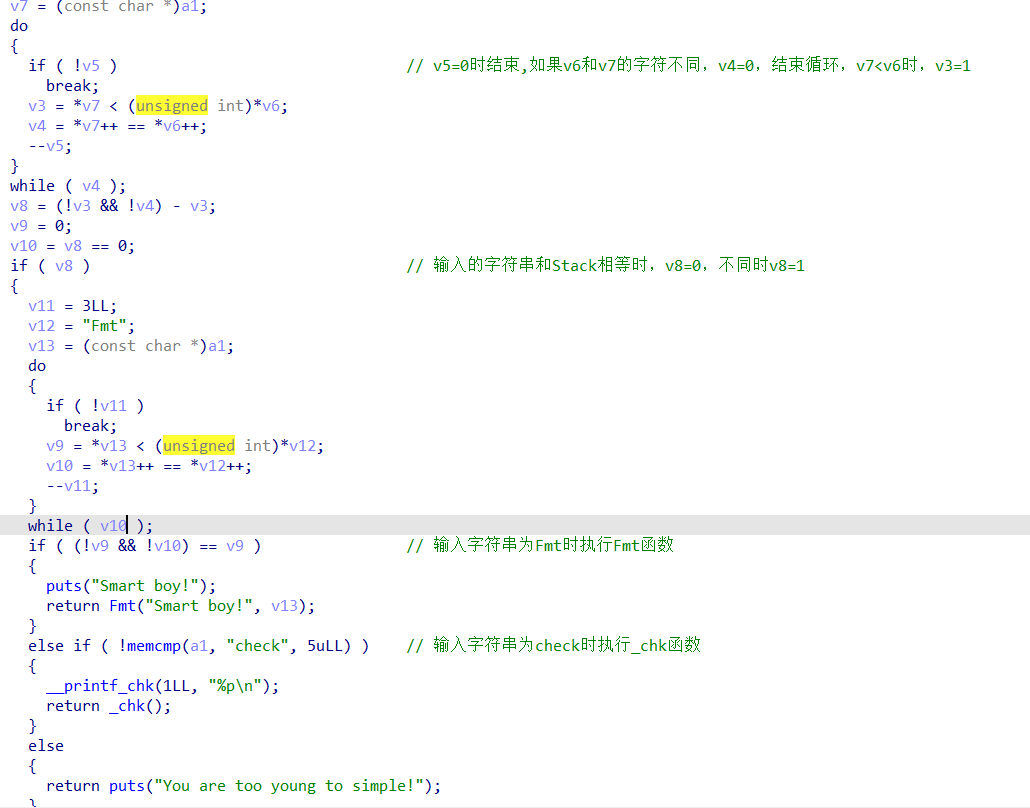 v7 = (const char *)a1;
do
{
  if ( !v5 )                                // v5=0时结束,如果v6和v7的字符不同，v4=0，结束循环，v7<v6时，v3=1
    break;
  v3 = *v7 < (unsigned int)*v6;
  v4 = *v7++ == *v6++;
  --v5;
}
while ( v4 );
v8 = (!v3 && !v4) - v3;
v9 = 0;
v10 = v8 == 0;
if ( v8 )                                   // 输入的字符串和Stack相等时，v8=0，不同时v8=1
{
  v11 = 3LL;
  v12 = "Fmt";
  v13 = (const char *)a1;
  do
  {
    if ( !v11 )
      break;
    v9 = *v13 < (unsigned int)*v12;
    v10 = *v13++ == *v12++;
    --v11;
  }
  while ( v10 );
  if ( (!v9 && !v10) == v9 )                // 输入字符串为Fmt时执行Fmt函数
  {
    puts("Smart boy!");
    return Fmt("Smart boy!", v13);
  }
  else if ( !memcmp(a1, "check", 5uLL) )    // 输入字符串为check时执行_chk函数
  {
    __printf_chk(1LL, "%p\n");
    return _chk();
  }
  else
  {
    return puts("You are too young to simple!");
  }